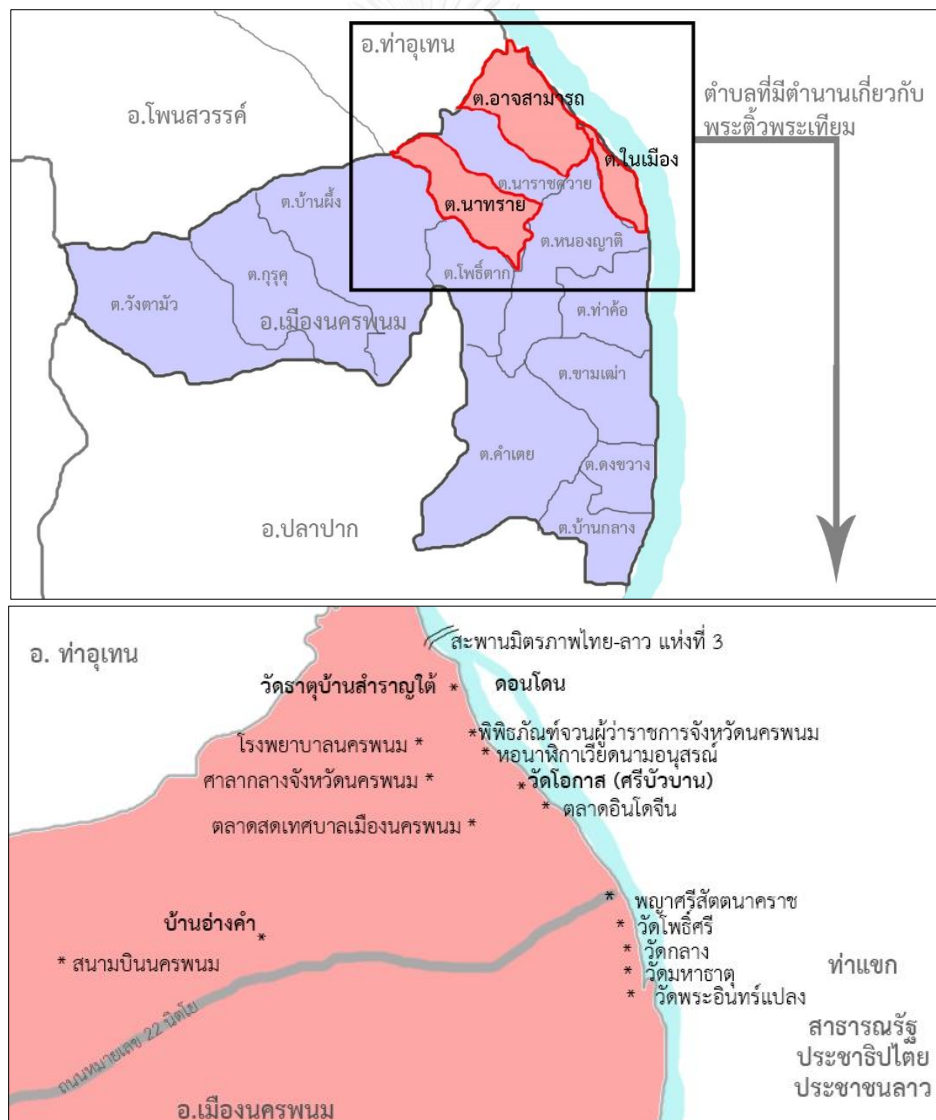 อ.ท่าอุเทน
อ.โพนสวรรค์
ต.อาจสามารถ
ตำบลที่มีตำนานเกี่ยวกับ
พระติ้วพระเทียม
ต.ในเมือง
ต.นาราชควาย
ต.บ้านผึ้ง
ต.นาทราย
ต.หนองญาติ
ต.โพธิ์ตาก
ต.กุรุคุ
ต.วังตามัว
ต.ท่าค้อ
อ.เมืองนครพนม
ต.ขามเฒ่า
ต.คำเตย
ต.ดงขวาง
อ.ปลาปาก
ต.บ้านกลาง
สะพานมิตรภาพไทย-ลาว แห่งที่ 3
อ. ท่าอุเทน
วัดธาตุบ้านสำราญใต้ *
ดอนโดน
* พิพิธภัณฑ์จวนผู้ว่าราชการจังหวัดนครพนม
โรงพยาบาลนครพนม *
* หอนาฬิกาเวียดนามอนุสรณ์
ศาลากลางจังหวัดนครพนม *
* วัดโอกาส (ศรีบัวบาน)
* ตลาดอินโดจีน
ตลาดสดเทศบาลเมืองนครพนม *
* พญาศรีสัตตนาคราช
บ้านอ่างคำ *
* วัดโพธิ์ศรี
* วัดกลาง
* สนามบินนครพนม
ท่าแขก
* วัดมหาธาตุ
* วัดพระอินทร์แปลง
ถนนหมายเลข 22 นิตโย
สาธารณรัฐ
ประชาธิปไตย
ประชาชนลาว
อ.เมืองนครพนม